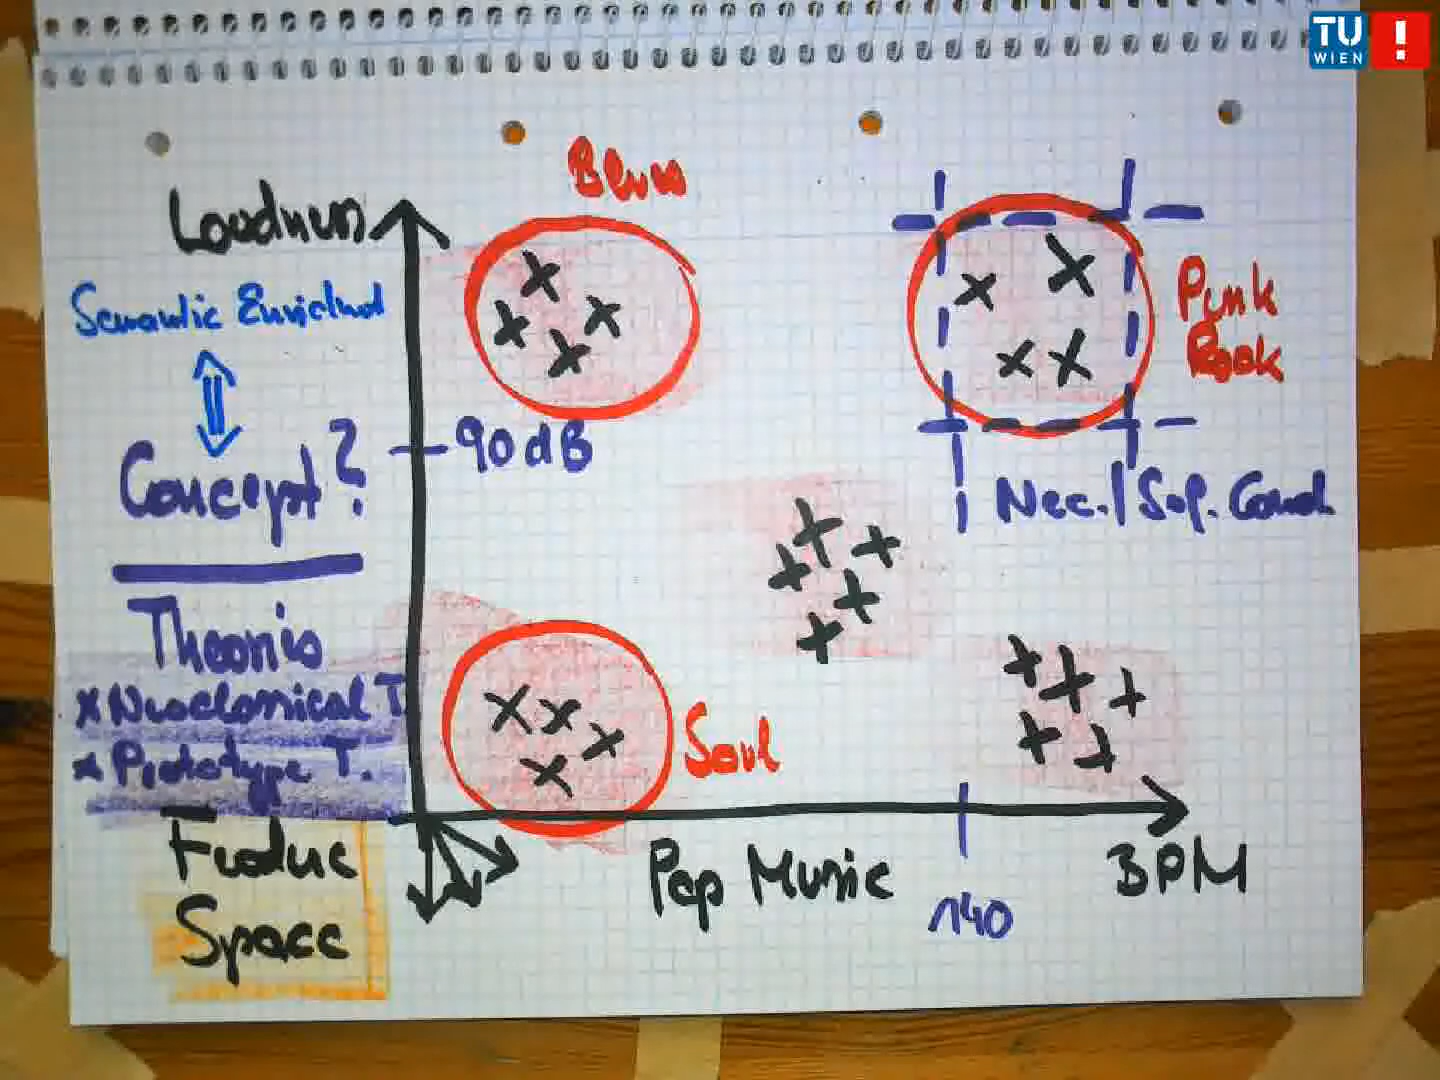 TU
WIEN
!
Blues
Loudness
Semantic Enriched
Punk
Rock
90 dB
Concept?
Nec. / Suf. Cond
Theories
x Neoclassical T.
x Prototype T.
Soul
Feature
Space
Pop Music
BPM
140